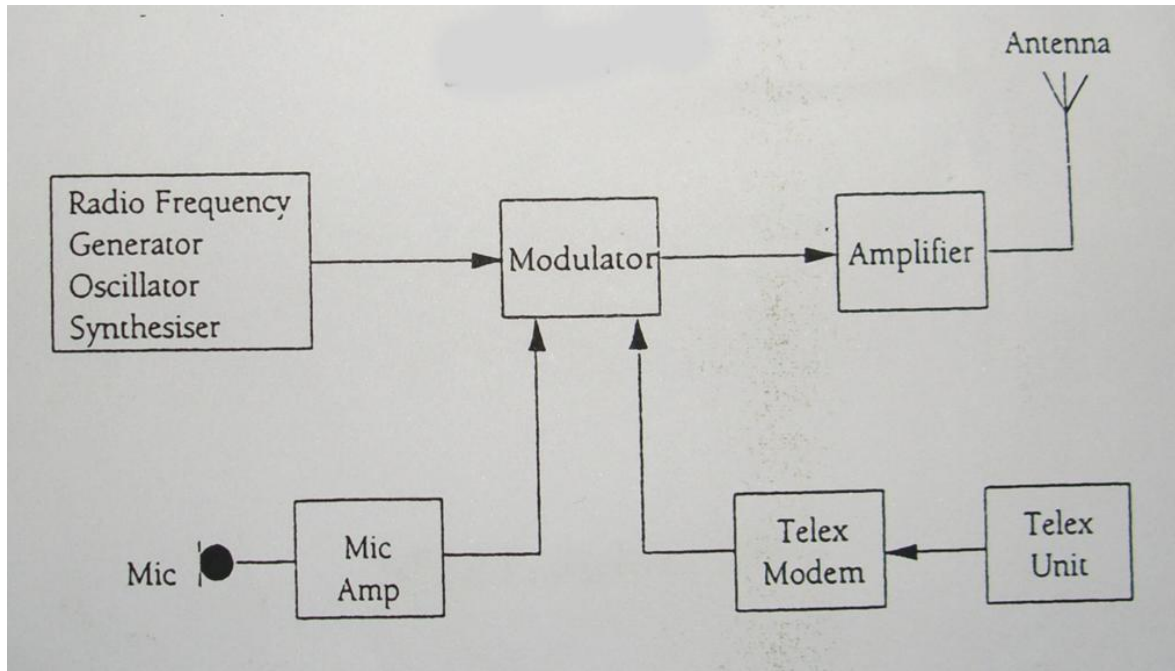 Antenna
Radio Frequency
Generator
Oscillator
Synthesiser
Modulator
Amplifier
Mic
Mic
Amp
Telex
Modem
Telex
Unit